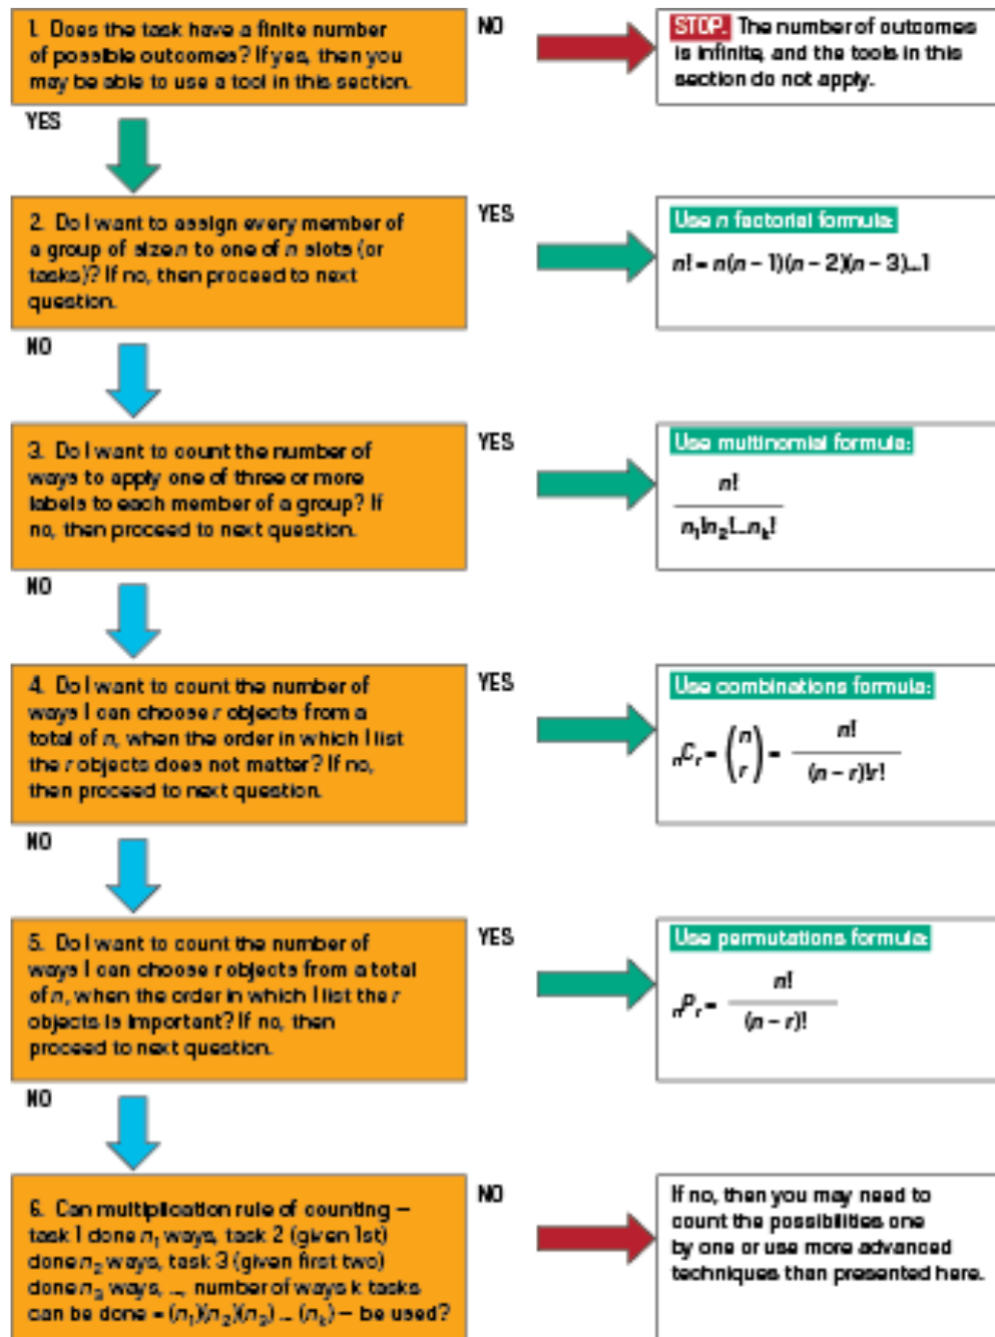 1. Does the task have a finite number
of possible outcomes? If yes, then you
may be able to use a tool in this section.
NO
STOP. The number of outcomes
is infinite, and the tools in this
section do not apply.
YES
2. Do I want to assign every member of
a group of size n to one of n slots (or
tasks)? If no, then proceed to next
question.
YES
Use n factorial formula:
n! = n(n – 1)(n – 2)(n – 3)...1
NO
3. Do I want to count the number of
ways to apply one of three or more
labels to each member of a group? If
no, then proceed to next question.
YES
Use multinomial formula:
n!
n₁!n₂!...nₖ!
NO
4. Do I want to count the number of
ways I can choose r objects from a
total of n, when the order in which I list
the r objects does not matter? If no,
then proceed to next question.
YES
Use combinations formula:
ₙCᵣ = (n r) = n! / (n – r)!r!
NO
5. Do I want to count the number of
ways I can choose r objects from a total
of n, when the order in which I list the r
objects is important? If no, then
proceed to next question.
YES
Use permutations formula:
ₙPᵣ = n! / (n – r)!
NO
6. Can multiplication rule of counting –
task 1 done n₁ ways, task 2 (given 1st)
done n₂ ways, task 3 (given first two)
done n₃ ways, ..., number of ways k tasks
can be done = (n₁)(n₂)(n₃) ... (nₖ) – be used?
NO
If no, then you may need to
count the possibilities one
by one or use more advanced
techniques than presented here.